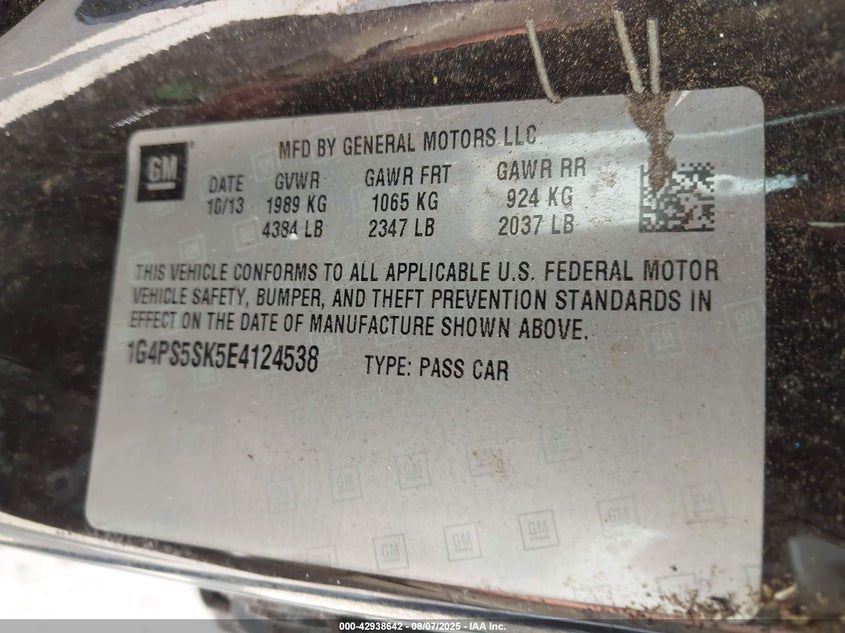 GM
MFD BY GENERAL MOTORS LLC
DATE GVWR GAWR FRT GAWR RR
10/13 1989 KG 1065 KG 924 KG
4384 LB 2347 LB 2037 LB
THIS VEHICLE CONFORMS TO ALL APPLICABLE U.S. FEDERAL MOTOR
VEHICLE SAFETY, BUMPER, AND THEFT PREVENTION STANDARDS IN
EFFECT ON THE DATE OF MANUFACTURE SHOWN ABOVE.
1G4PS5SK5E4124538 TYPE: PASS CAR
000-42938642 - 08/07/2025 - IAA Inc.